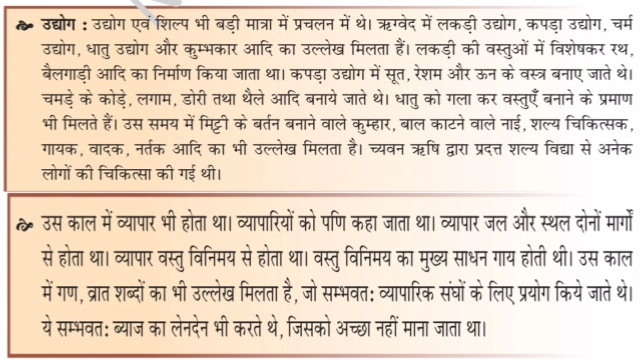 उद्योग : उद्योग एवं शिल्प भी बड़ी मात्रा में प्रचलन में थे। ऋग्वेद में लकड़ी उद्योग, कपड़ा उद्योग, चर्म
उद्योग, धातु उद्योग और कुम्भकार आदि का उल्लेख मिलता हैं। लकड़ी की वस्तुओं में विशेषकर रथ,
बैलगाड़ी आदि का निर्माण किया जाता था। कपड़ा उद्योग में सूत, रेशम और ऊन के वस्त्र बनाए जाते थे।
चमड़े के कोड़े, लगाम, डोरी तथा थैले आदि बनाये जाते थे। धातु को गला कर वस्तुएँ बनाने के प्रमाण
भी मिलते हैं। उस समय में मिट्टी के बर्तन बनाने वाले कुम्हार, बाल काटने वाले नाई, शल्य चिकित्सक,
गायक, वादक, नर्तक आदि का भी उल्लेख मिलता है। च्यवन ऋषि द्वारा प्रदत्त शल्य विद्या से अनेक
लोगों की चिकित्सा की गई थी।
उस काल में व्यापार भी होता था। व्यापारियों को पणि कहा जाता था। व्यापार जल और स्थल दोनों मार्गों
से होता था। व्यापार वस्तु विनिमय से होता था। वस्तु विनिमय का मुख्य साधन गाय होती थी। उस काल
में गण, व्रात शब्दों का भी उल्लेख मिलता है, जो सम्भवत: व्यापारिक संघों के लिए प्रयोग किये जाते थे।
ये सम्भवत: ब्याज का लेनदेन भी करते थे, जिसको अच्छा नहीं माना जाता था।